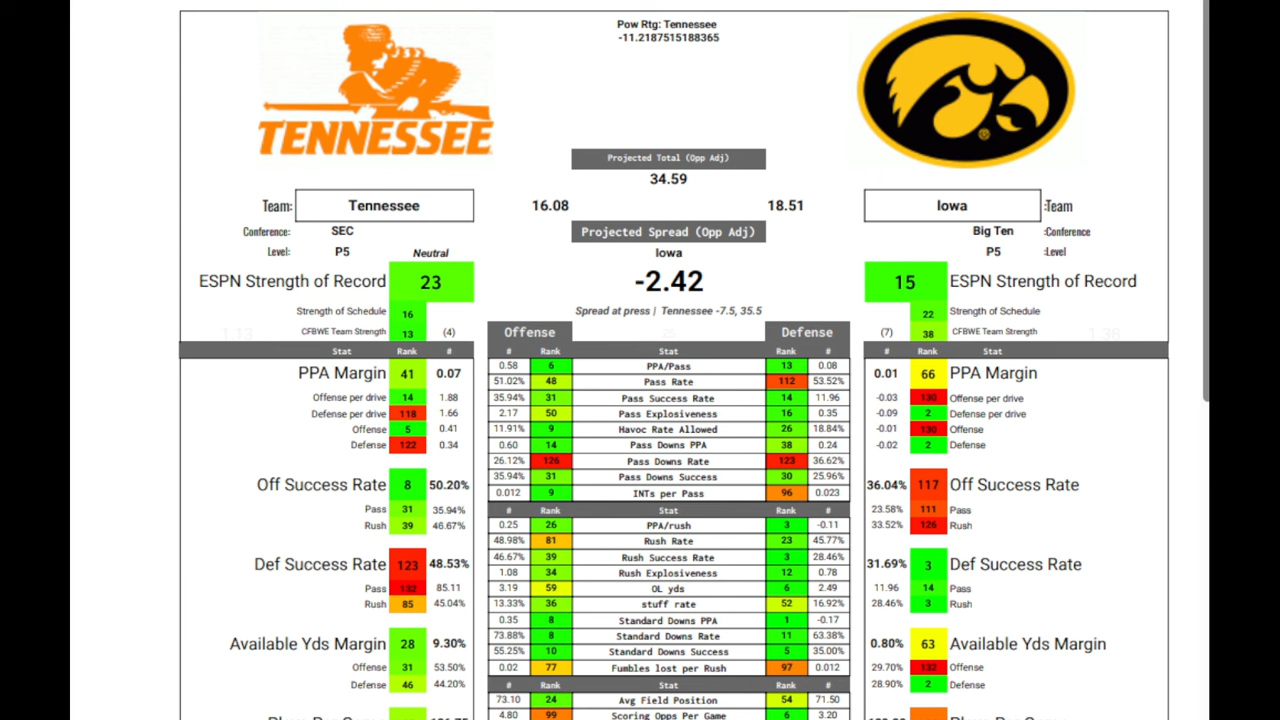 Pow Rtg: Tennessee
-11.2187515188365
TENNESSEE
Projected Total (Opp Adj)
34.59
Team: Tennessee 16.08 18.51 Iowa :Team
Conference: SEC Projected Spread (Opp Adj) Big Ten :Conference
Level: P5 Neutral Iowa P5 :Level
ESPN Strength of Record 23 -2.42 15 ESPN Strength of Record
Strength of Schedule 16 Spread at press | Tennessee -7.5, 35.5 22 Strength of Schedule
1.13 CFBWE Team Strength 13 (4) Offense 25 Defense (7) 38 CFBWE Team Strength 1.38
Stat Rank # # Rank Stat Rank # # Rank Stat
PPA Margin 41 0.07 0.01 66 PPA Margin
Offense per drive 14 1.88 -0.03 130 Offense per drive
Defense per drive 118 1.66 -0.09 2 Defense per drive
Offense 5 0.41 -0.01 130 Offense
Defense 122 0.34 -0.02 2 Defense
Off Success Rate 8 50.20% 36.04% 117 Off Success Rate
Pass 31 35.94% 23.58% 111 Pass
Rush 39 46.67% 33.52% 126 Rush
Def Success Rate 123 48.53% 31.69% 3 Def Success Rate
Pass 132 85.11 11.96 14 Pass
Rush 85 45.04% 28.46% 3 Rush
Available Yds Margin 28 9.30% 0.80% 63 Available Yds Margin
Offense 31 53.50% 29.70% 132 Offense
Defense 46 44.20% 28.90% 2 Defense
0.58 6 PPA/Pass 13 0.08
51.02% 48 Pass Rate 112 53.52%
35.94% 31 Pass Success Rate 14 11.96
2.17 50 Pass Explosiveness 16 0.35
11.91% 9 Havoc Rate Allowed 26 18.84%
0.60 14 Pass Downs PPA 38 0.24
26.12% 126 Pass Downs Rate 123 36.62%
35.94% 31 Pass Downs Success 30 25.96%
0.012 9 INTs per Pass 96 0.023
# Rank Stat Rank #
0.25 26 PPA/rush 3 -0.11
48.98% 81 Rush Rate 23 45.77%
46.67% 39 Rush Success Rate 3 28.46%
1.08 34 Rush Explosiveness 12 0.78
3.19 59 OL yds 6 2.49
13.33% 36 stuff rate 52 16.92%
0.35 8 Standard Downs PPA 1 -0.17
73.88% 8 Standard Downs Rate 11 63.38%
55.25% 10 Standard Downs Success 5 35.00%
0.02 77 Fumbles lost per Rush 97 0.012
# Rank Stat Rank #
73.10 24 Avg Field Position 54 71.50
4.80 99 Scoring Opps Per Game 6 3.20